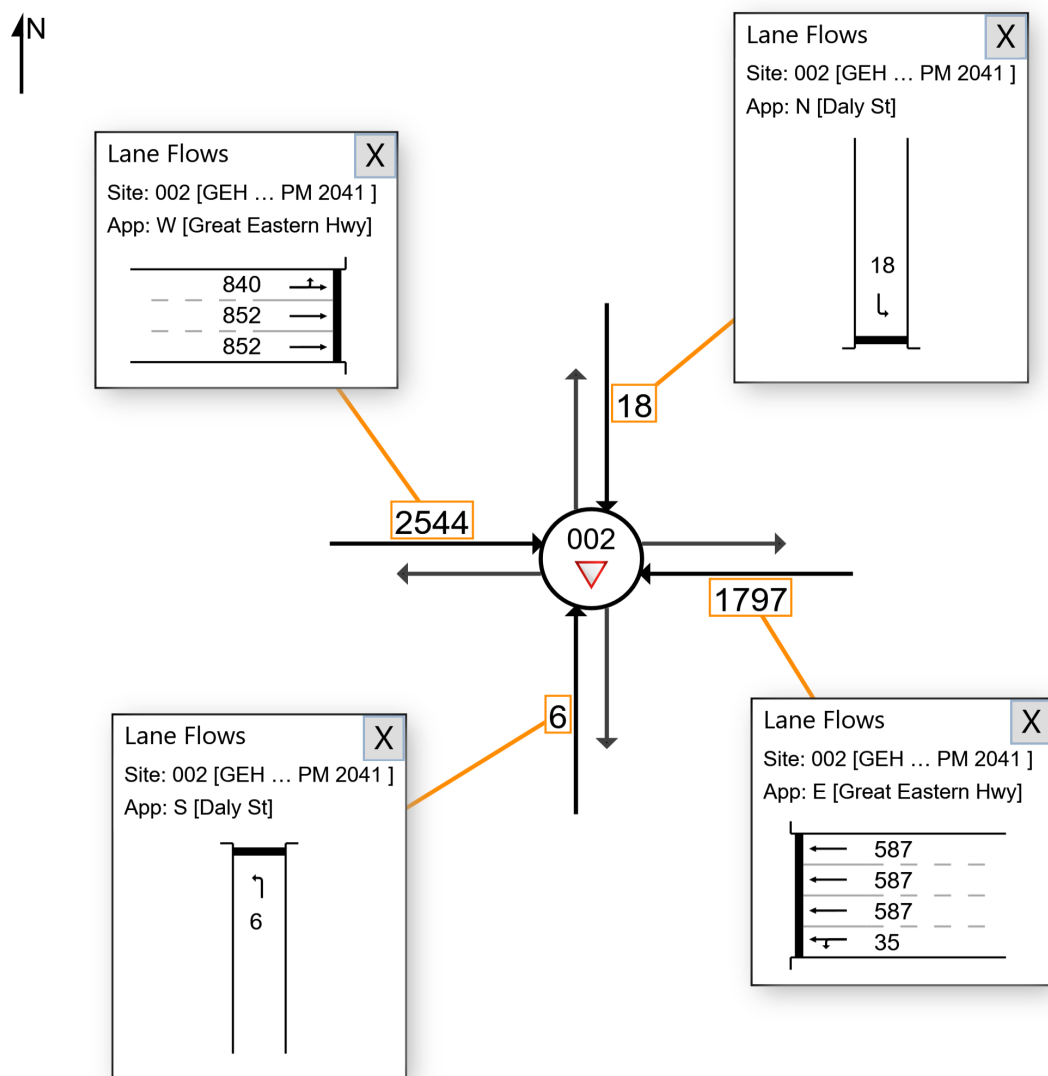 N
Lane Flows
X
Site: 002 [GEH … PM 2041 ]
App: N [Daly St]
18
Lane Flows
X
Site: 002 [GEH … PM 2041 ]
App: W [Great Eastern Hwy]
840
852
852
18
2544
002
1797
6
Lane Flows
X
Site: 002 [GEH … PM 2041 ]
App: S [Daly St]
6
Lane Flows
X
Site: 002 [GEH … PM 2041 ]
App: E [Great Eastern Hwy]
587
587
587
35